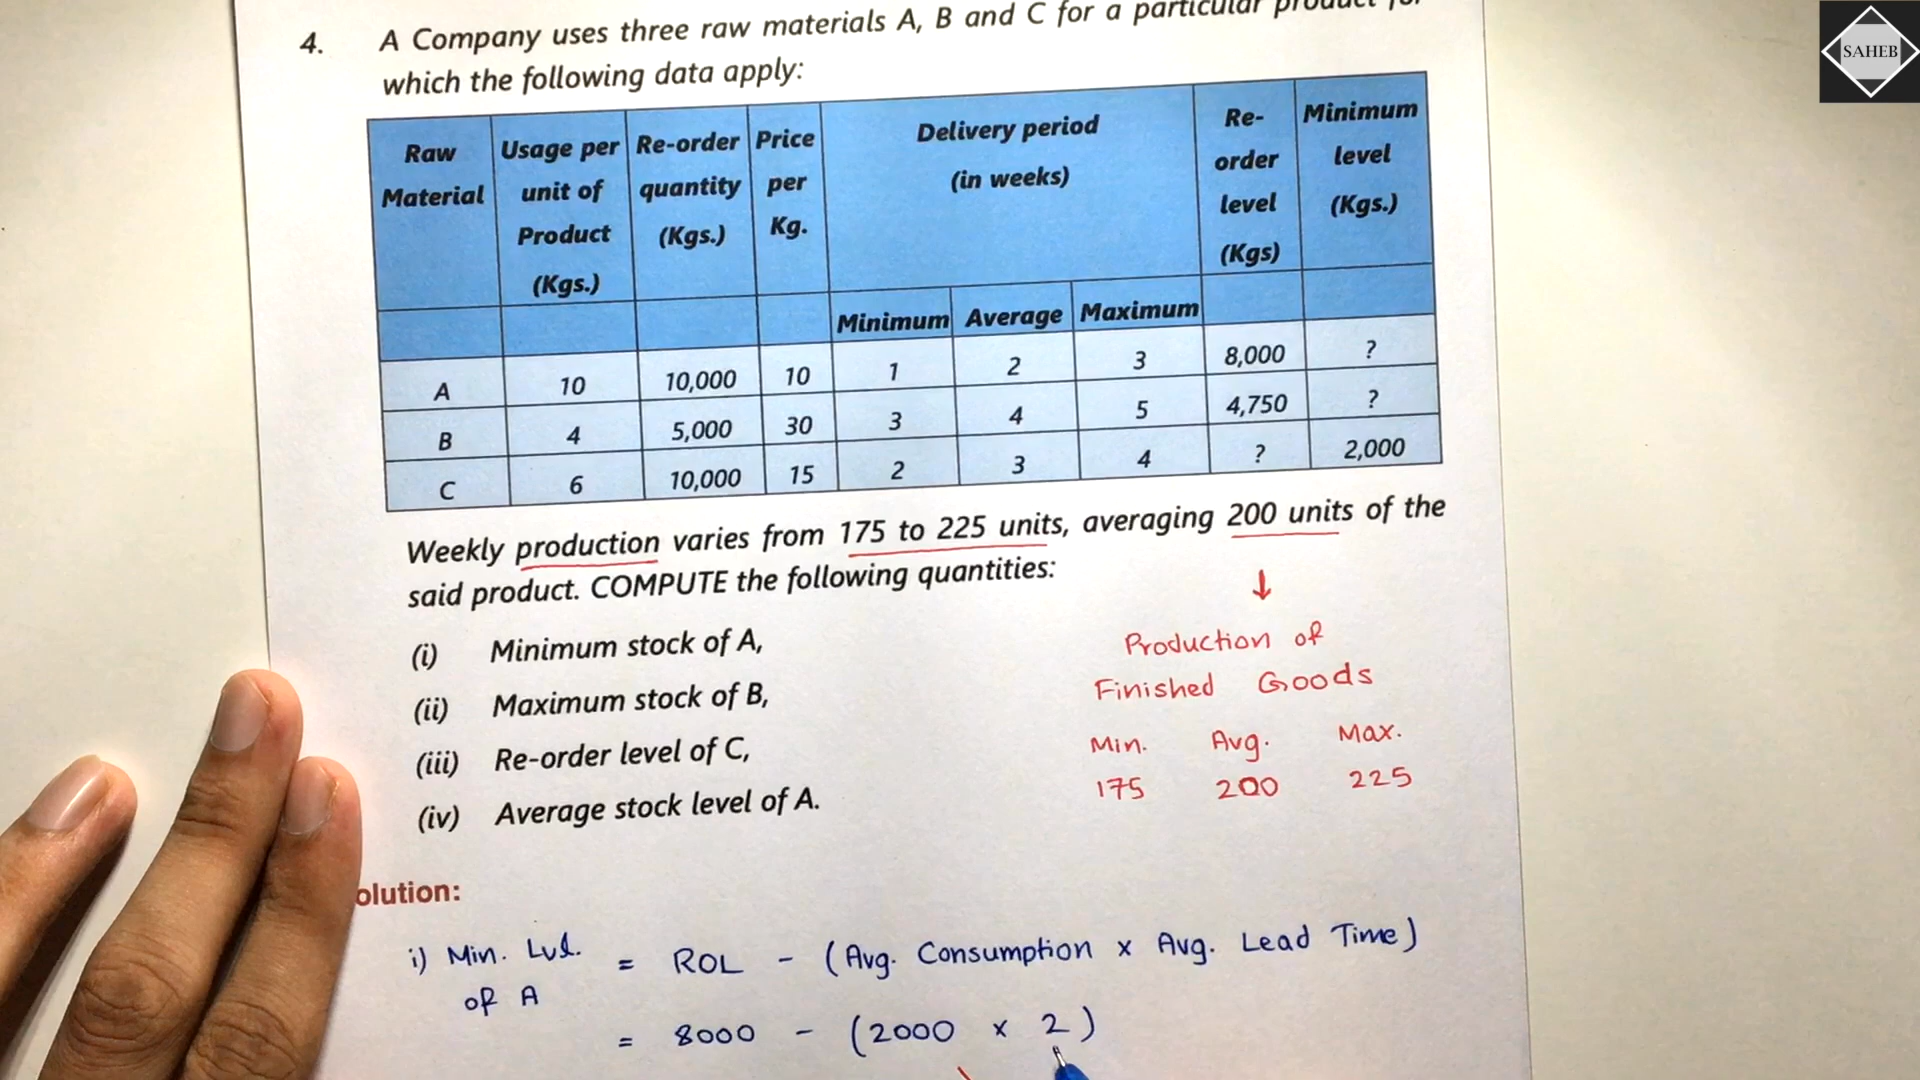 SAHEB
4. A Company uses three raw materials A, B and C for a particular product for
which the following data apply:
Raw Material | Usage per unit of Product (Kgs.) | Re-order quantity (Kgs.) | Price per Kg. | Delivery period (in weeks) | Re-order level (Kgs) | Minimum level (Kgs.)
Minimum | Average | Maximum
A | 10 | 10,000 | 10 | 1 | 2 | 3 | 8,000 | ?
B | 4 | 5,000 | 30 | 3 | 4 | 5 | 4,750 | ?
C | 6 | 10,000 | 15 | 2 | 3 | 4 | ? | 2,000
Weekly production varies from 175 to 225 units, averaging 200 units of the
said product. COMPUTE the following quantities:
(i) Minimum stock of A,
(ii) Maximum stock of B,
(iii) Re-order level of C,
(iv) Average stock level of A.
↓
Production of
Finished Goods
Min. Avg. Max.
175 200 225
olution:
i) Min. Lvl. of A = ROL - (Avg. Consumption x Avg. Lead Time)
= 8000 - (2000 x 2)